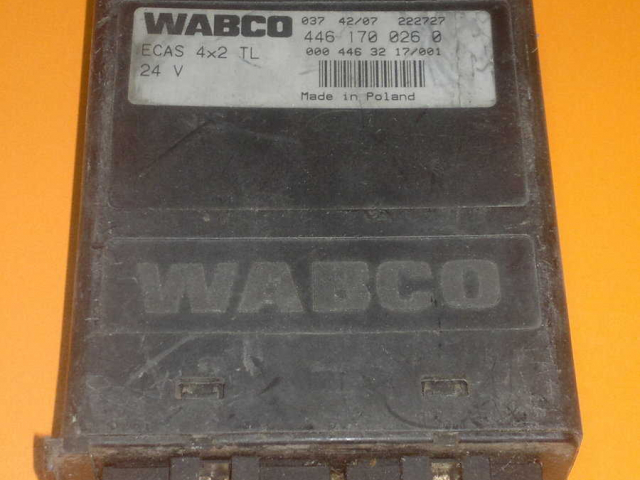 WABCO 037 42/07 222727
446 170 026 0
ECAS 4x2 TL 000 446 32 17/001
24 V
Made in Poland
WABCO